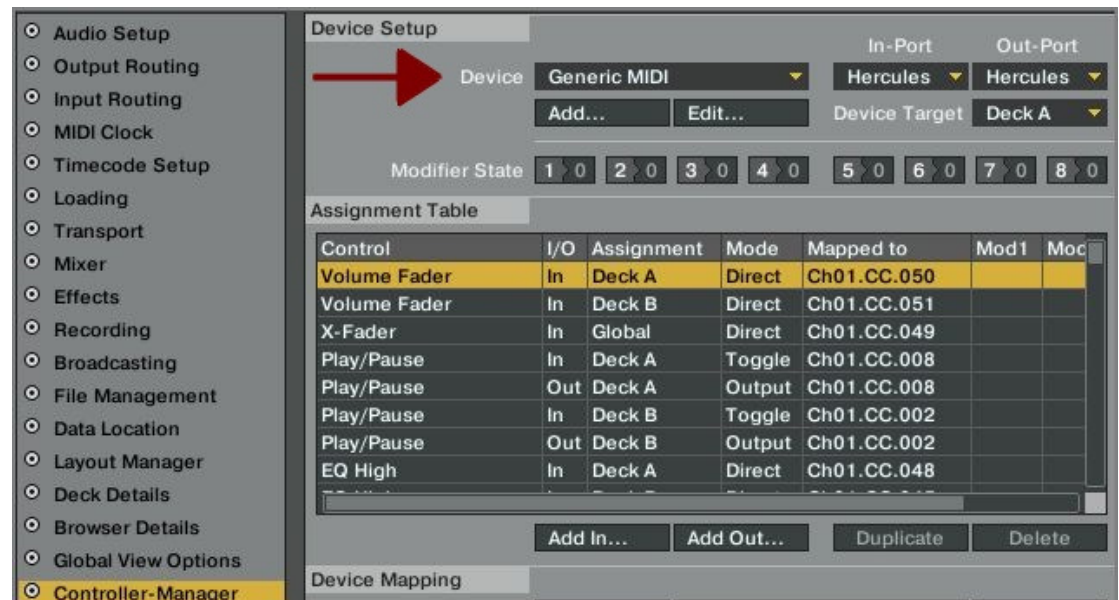 Audio Setup
Output Routing
Input Routing
MIDI Clock
Timecode Setup
Loading
Transport
Mixer
Effects
Recording
Broadcasting
File Management
Data Location
Layout Manager
Deck Details
Browser Details
Global View Options
Controller-Manager
Device Setup
In-Port Out-Port
Device Generic MIDI Hercules Hercules
Add... Edit... Device Target Deck A
Modifier State 1 0 2 0 3 0 4 0 5 0 6 0 7 0 8 0
Assignment Table
Control I/O Assignment Mode Mapped to Mod1
Volume Fader In Deck A Direct Ch01.CC.050
Volume Fader In Deck B Direct Ch01.CC.051
X-Fader In Global Direct Ch01.CC.049
Play/Pause In Deck A Toggle Ch01.CC.008
Play/Pause Out Deck A Output Ch01.CC.008
Play/Pause In Deck B Toggle Ch01.CC.002
Play/Pause Out Deck B Output Ch01.CC.002
EQ High In Deck A Direct Ch01.CC.048
Add In... Add Out... Duplicate Delete
Device Mapping